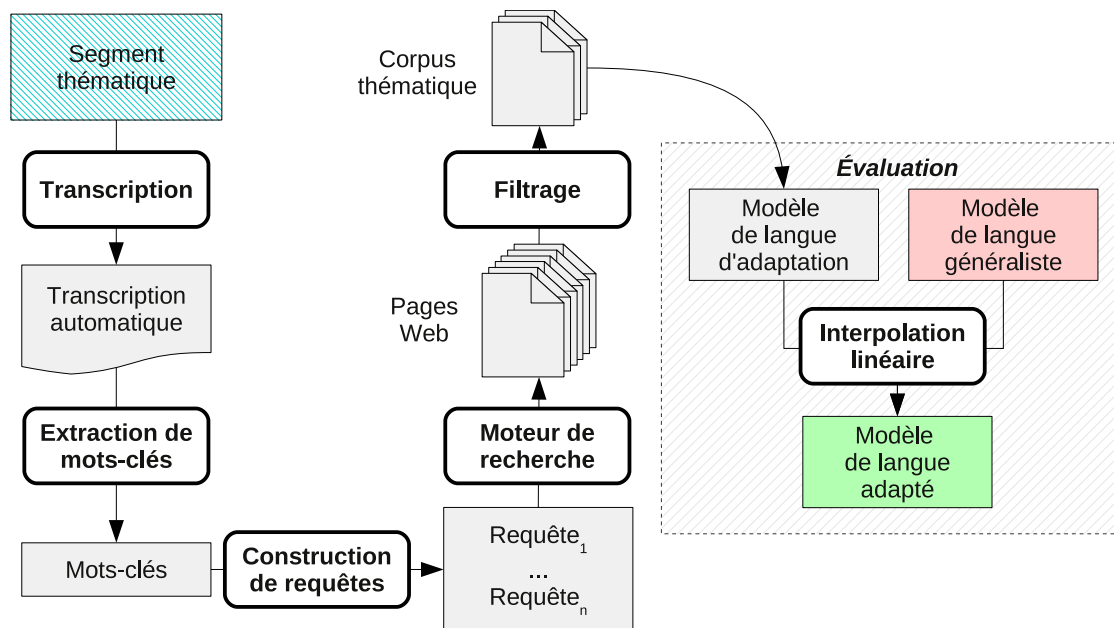 Segment
thématique
Transcription
Transcription
automatique
Extraction de
mots-clés
Mots-clés
Construction
de requêtes
Requête1
...
Requêten
Moteur de
recherche
Pages
Web
Filtrage
Corpus
thématique
Évaluation
Modèle
de langue
d'adaptation
Modèle
de langue
généraliste
Interpolation
linéaire
Modèle
de langue
adapté